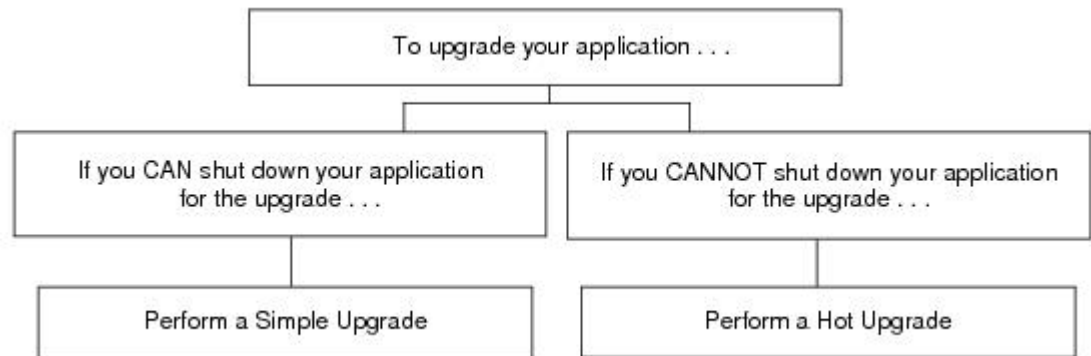 To upgrade your application . . .
If you CAN shut down your application
for the upgrade . . .
If you CANNOT shut down your application
for the upgrade . . .
Perform a Simple Upgrade
Perform a Hot Upgrade